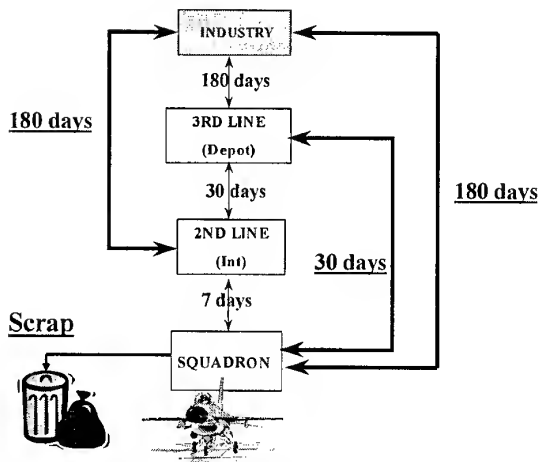 INDUSTRY
180 days
180 days
3RD LINE
(Depot)
180 days
30 days
2ND LINE
(Int)
30 days
7 days
Scrap
SQUADRON